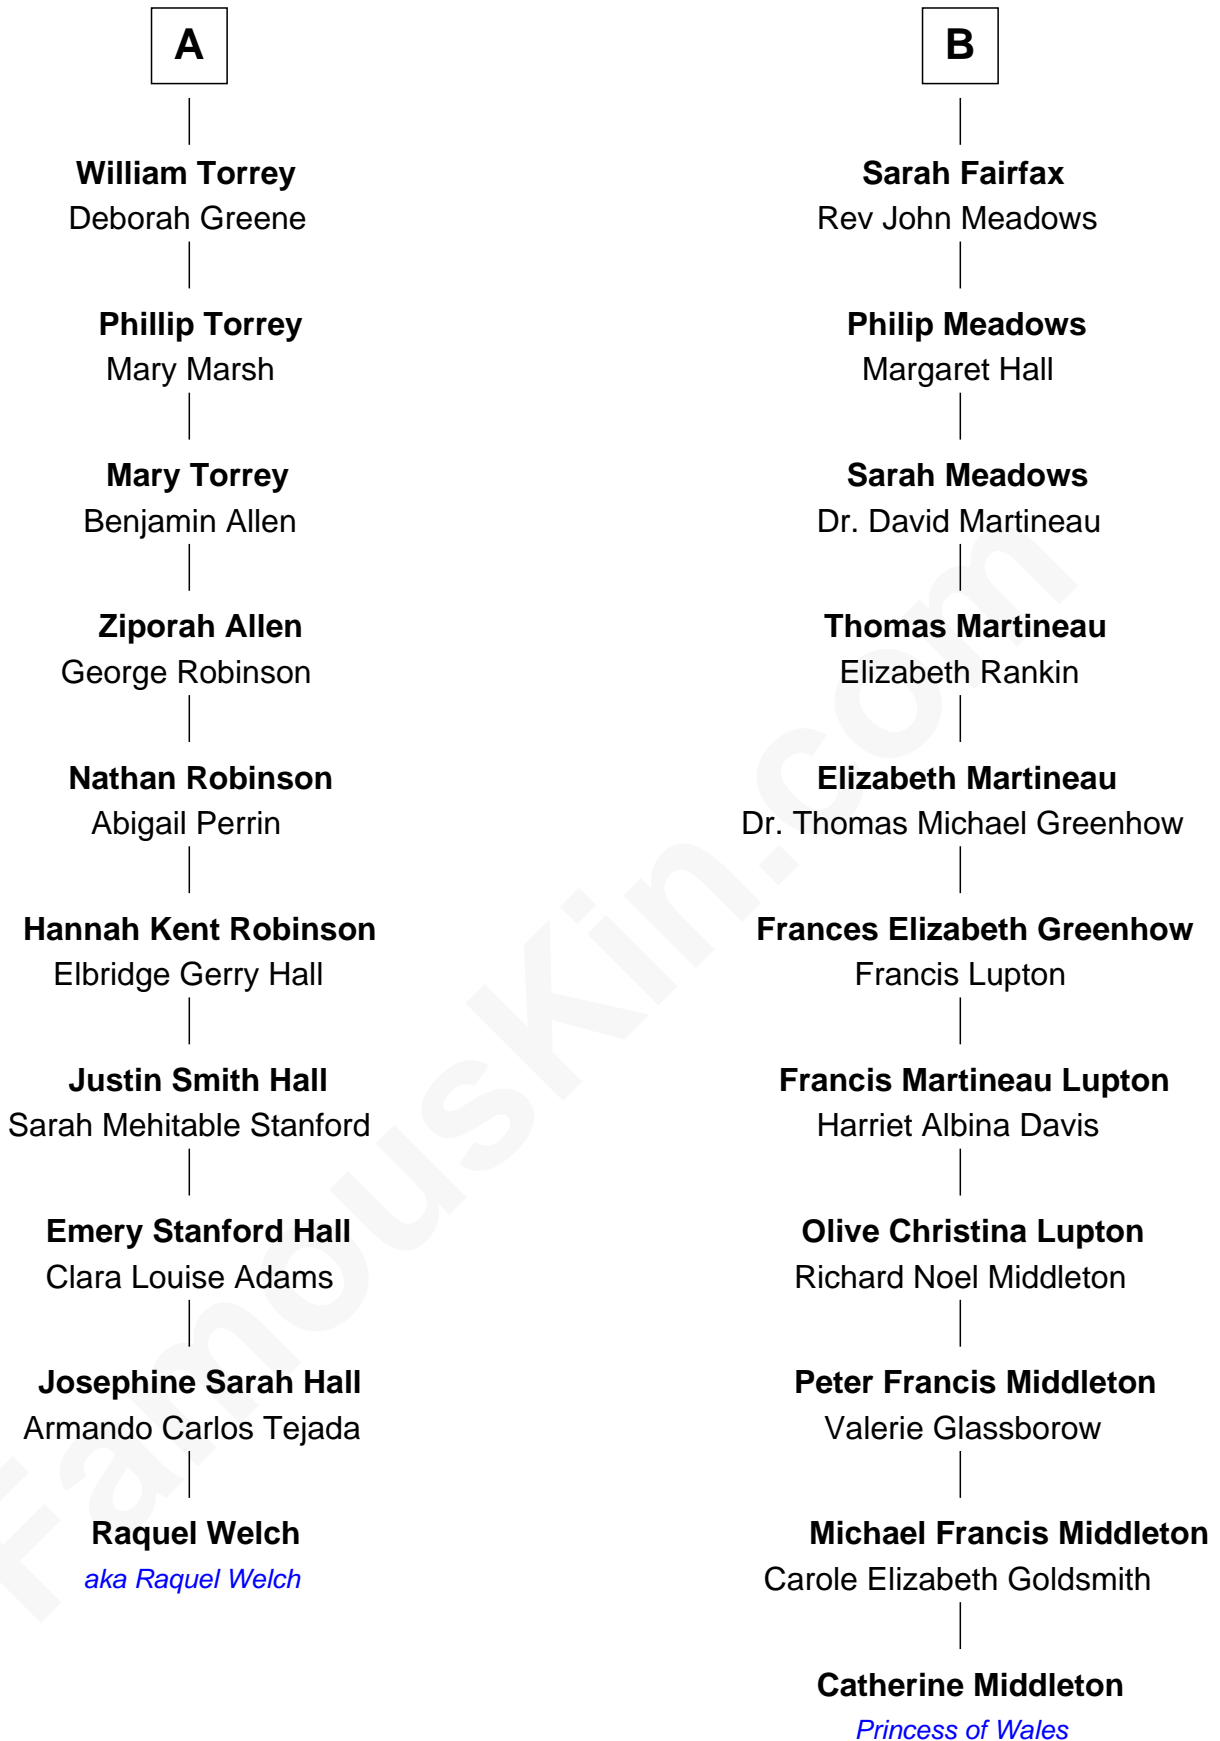 A
William Torrey
Deborah Greene
Phillip Torrey
Mary Marsh
Mary Torrey
Benjamin Allen
Ziporah Allen
George Robinson
Nathan Robinson
Abigail Perrin
Hannah Kent Robinson
Elbridge Gerry Hall
Justin Smith Hall
Sarah Mehitable Stanford
Emery Stanford Hall
Clara Louise Adams
Josephine Sarah Hall
Armando Carlos Tejada
Raquel Welch
aka Raquel Welch
B
Sarah Fairfax
Rev John Meadows
Philip Meadows
Margaret Hall
Sarah Meadows
Dr. David Martineau
Thomas Martineau
Elizabeth Rankin
Elizabeth Martineau
Dr. Thomas Michael Greenhow
Frances Elizabeth Greenhow
Francis Lupton
Francis Martineau Lupton
Harriet Albina Davis
Olive Christina Lupton
Richard Noel Middleton
Peter Francis Middleton
Valerie Glassborow
Michael Francis Middleton
Carole Elizabeth Goldsmith
Catherine Middleton
Princess of Wales
FamousKin.com